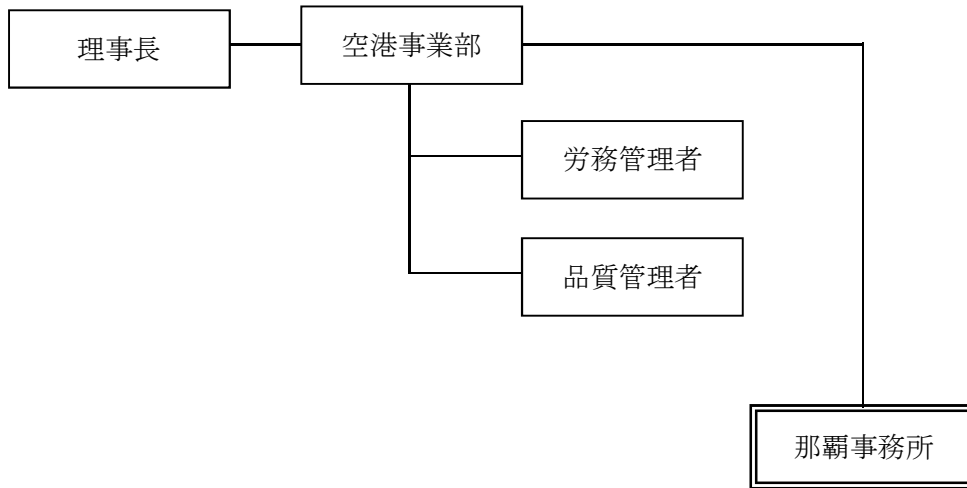 理事長
空港事業部
労務管理者
品質管理者
那覇事務所